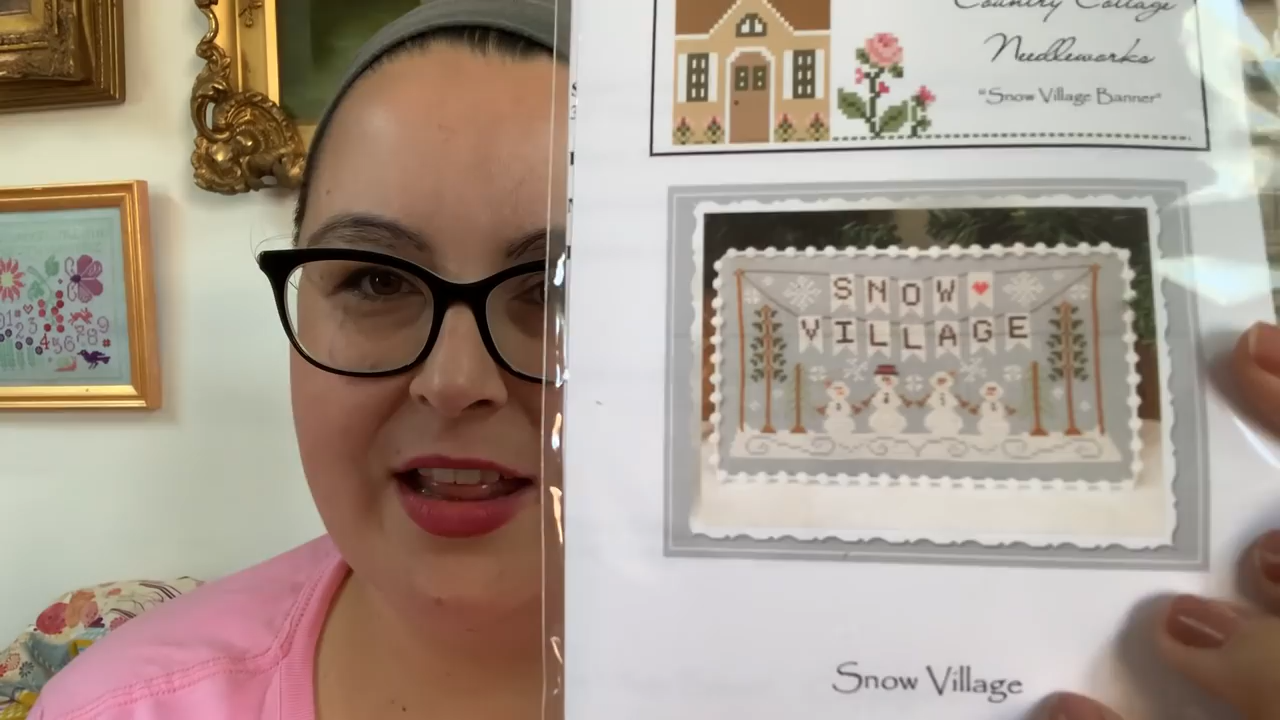 Country Cottage
Needleworks
"Snow Village Banner"
SNOW
VILLAGE
Snow Village